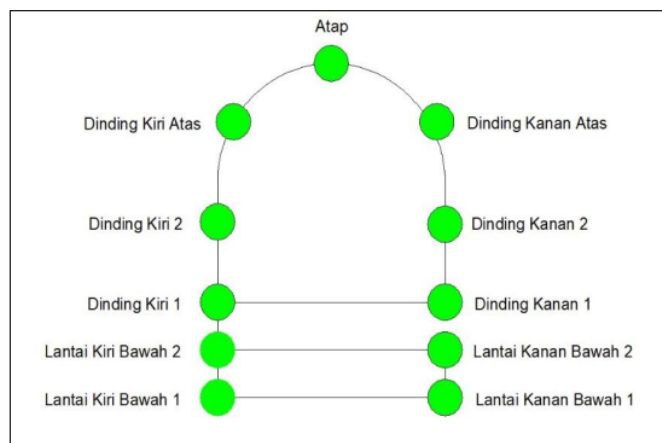 Atap
Dinding Kiri Atas
Dinding Kanan Atas
Dinding Kiri 2
Dinding Kanan 2
Dinding Kiri 1
Dinding Kanan 1
Lantai Kiri Bawah 2
Lantai Kanan Bawah 2
Lantai Kiri Bawah 1
Lantai Kanan Bawah 1